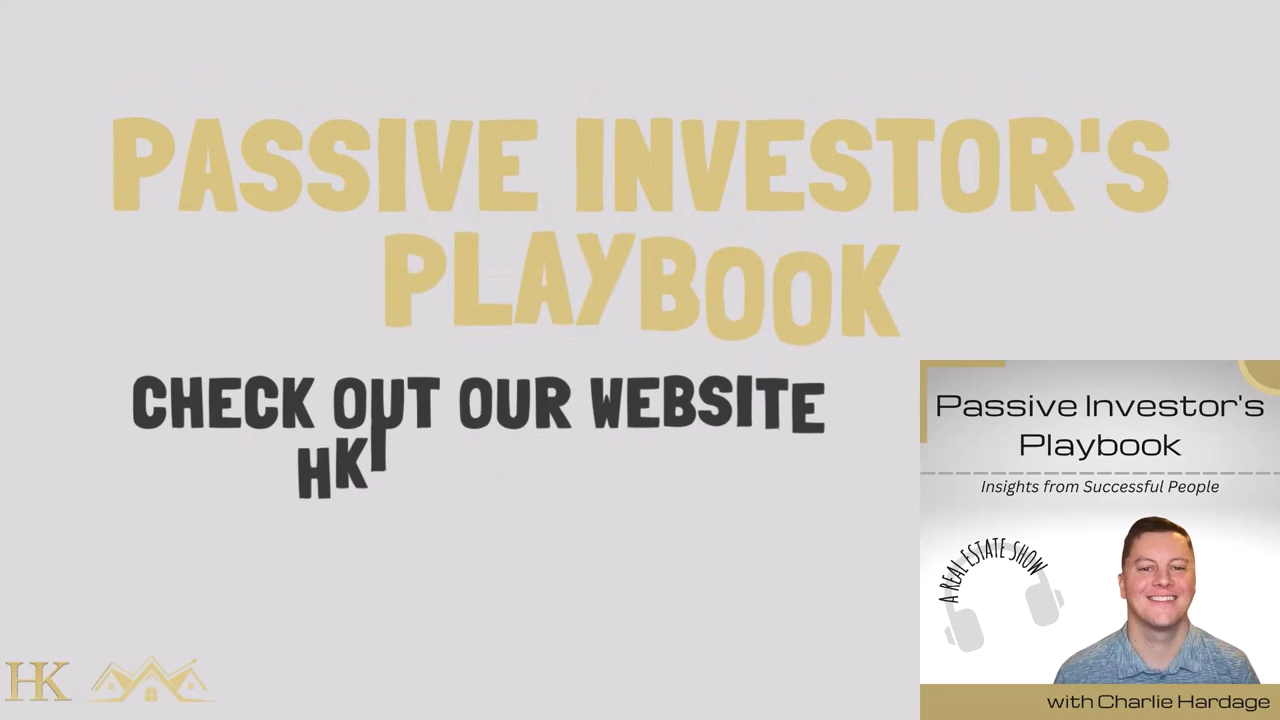 PASSIVE INVESTOR'S
PLAYBOOK
CHECK OUT OUR WEBSITE
HK
Passive Investor's
Playbook
Insights from Successful People
A REAL ESTATE SHOW
with Charlie Hardage
HK